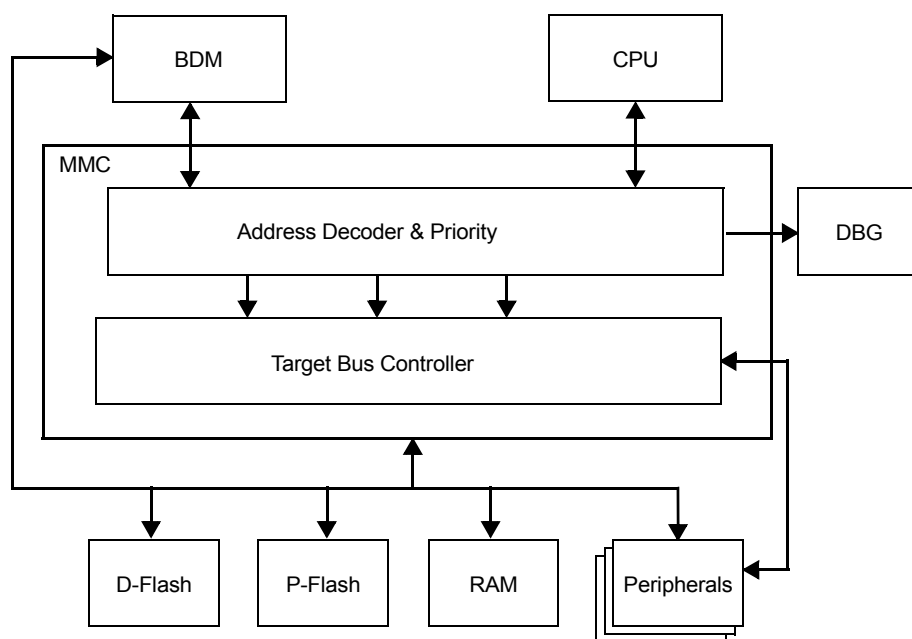 BDM
CPU
MMC
Address Decoder & Priority
DBG
Target Bus Controller
D-Flash
P-Flash
RAM
Peripherals